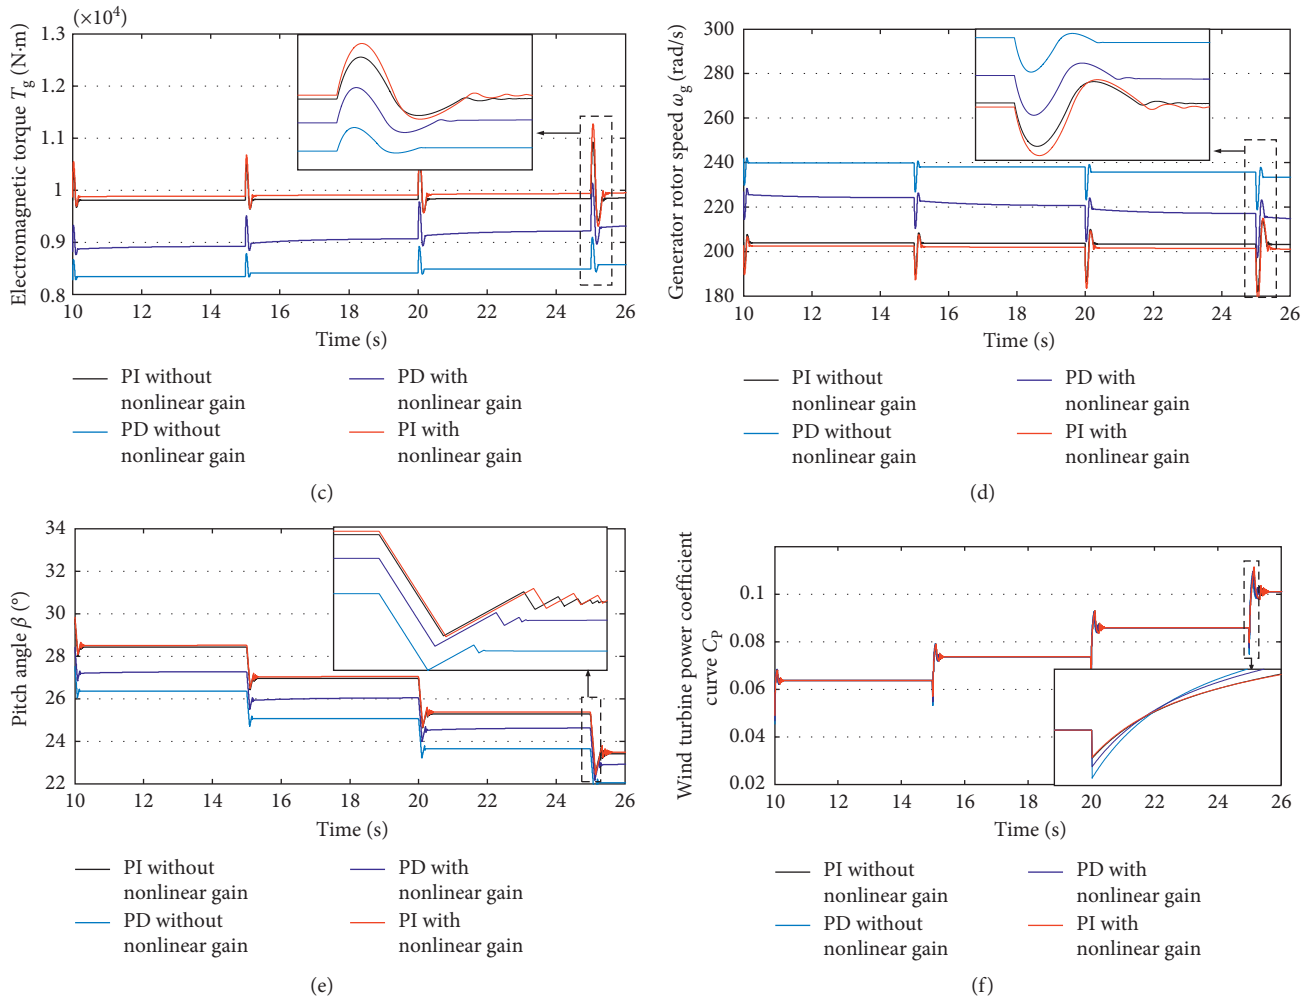 (×10⁴)
Electromagnetic torque Tg (N·m)
1.3
1.2
1.1
1
0.9
0.8
10 12 14 16 18 20 22 24 26
Time (s)
PI without nonlinear gain
PD without nonlinear gain
PD with nonlinear gain
PI with nonlinear gain
(c)
Generator rotor speed ωg (rad/s)
300
280
260
240
220
200
180
10 12 14 16 18 20 22 24 26
Time (s)
PI without nonlinear gain
PD without nonlinear gain
PD with nonlinear gain
PI with nonlinear gain
(d)
Pitch angle β (°)
34
32
30
28
26
24
22
10 12 14 16 18 20 22 24 26
Time (s)
PI without nonlinear gain
PD without nonlinear gain
PD with nonlinear gain
PI with nonlinear gain
(e)
Wind turbine power coefficient
curve Cp
0.1
0.08
0.06
0.04
0.02
10 12 14 16 18 20 22 24 26
Time (s)
PI without nonlinear gain
PD without nonlinear gain
PD with nonlinear gain
PI with nonlinear gain
(f)